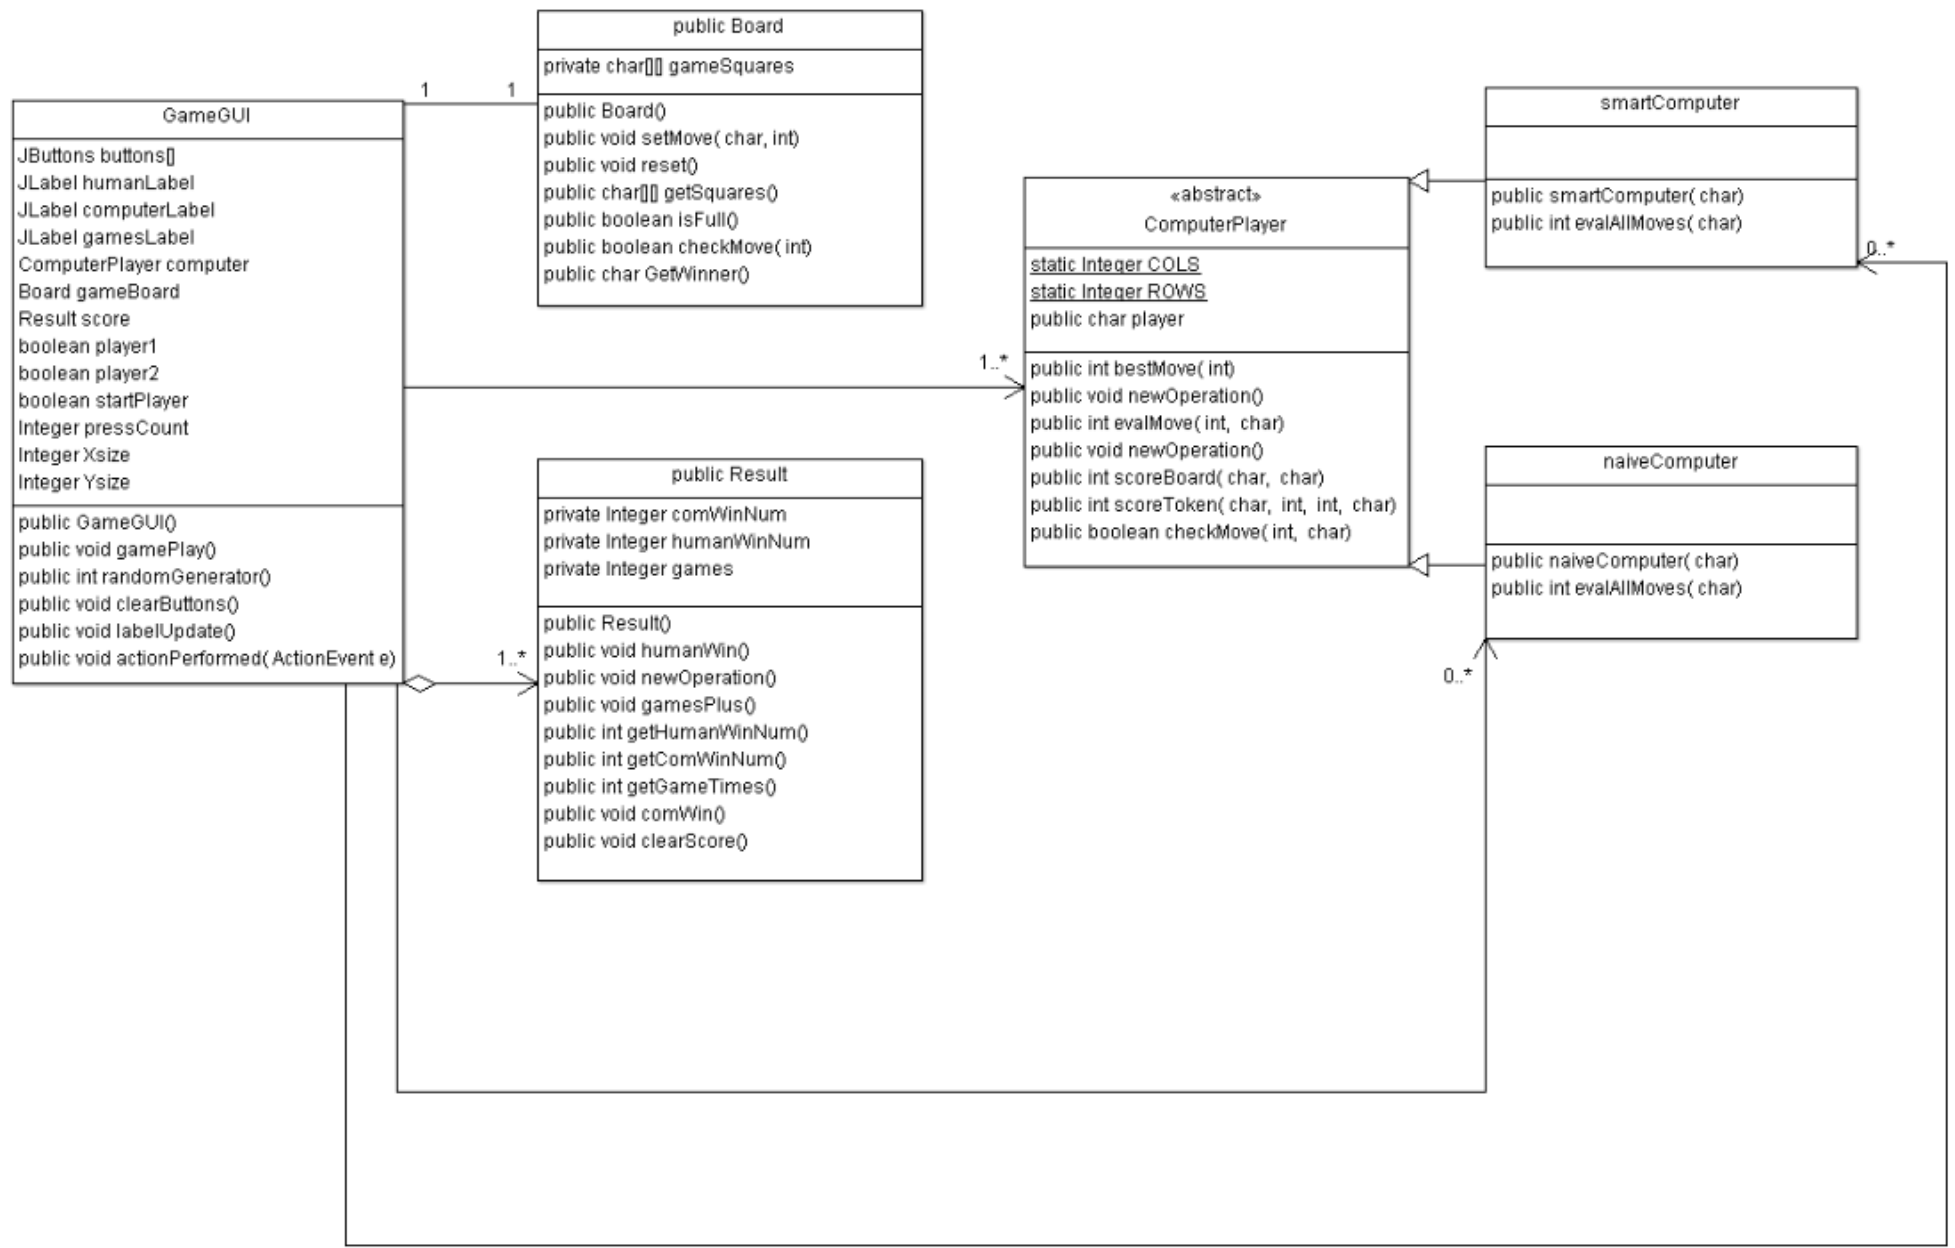 public Board
private char[][] gameSquares
public Board()
public void setMove( char, int)
public void reset()
public char[][] getSquares()
public boolean isFull()
public boolean checkMove( int)
public char GetWinner()
1
1
GameGUI
JButtons buttons[]
JLabel humanLabel
JLabel computerLabel
JLabel gamesLabel
ComputerPlayer computer
Board gameBoard
Result score
boolean player1
boolean player2
boolean startPlayer
Integer pressCount
Integer Xsize
Integer Ysize
public GameGUI()
public void gamePlay()
public int randomGenerator()
public void clearButtons()
public void labelUpdate()
public void actionPerformed( ActionEvent e)
1..*
public Result
private Integer comWinNum
private Integer humanWinNum
private Integer games
public Result()
public void humanWin()
public void newOperation()
public void gamesPlus()
public int getHumanWinNum()
public int getComWinNum()
public int getGameTimes()
public void comWin()
public void clearScore()
1..*
«abstract»
ComputerPlayer
static Integer COLS
static Integer ROWS
public char player
public int bestMove( int)
public void newOperation()
public int evalMove( int, char)
public void newOperation()
public int scoreBoard( char, char)
public int scoreToken( char, int, int, char)
public boolean checkMove( int, char)
smartComputer
public smartComputer( char)
public int evalAllMoves( char)
0..*
naiveComputer
public naiveComputer( char)
public int evalAllMoves( char)
0..*